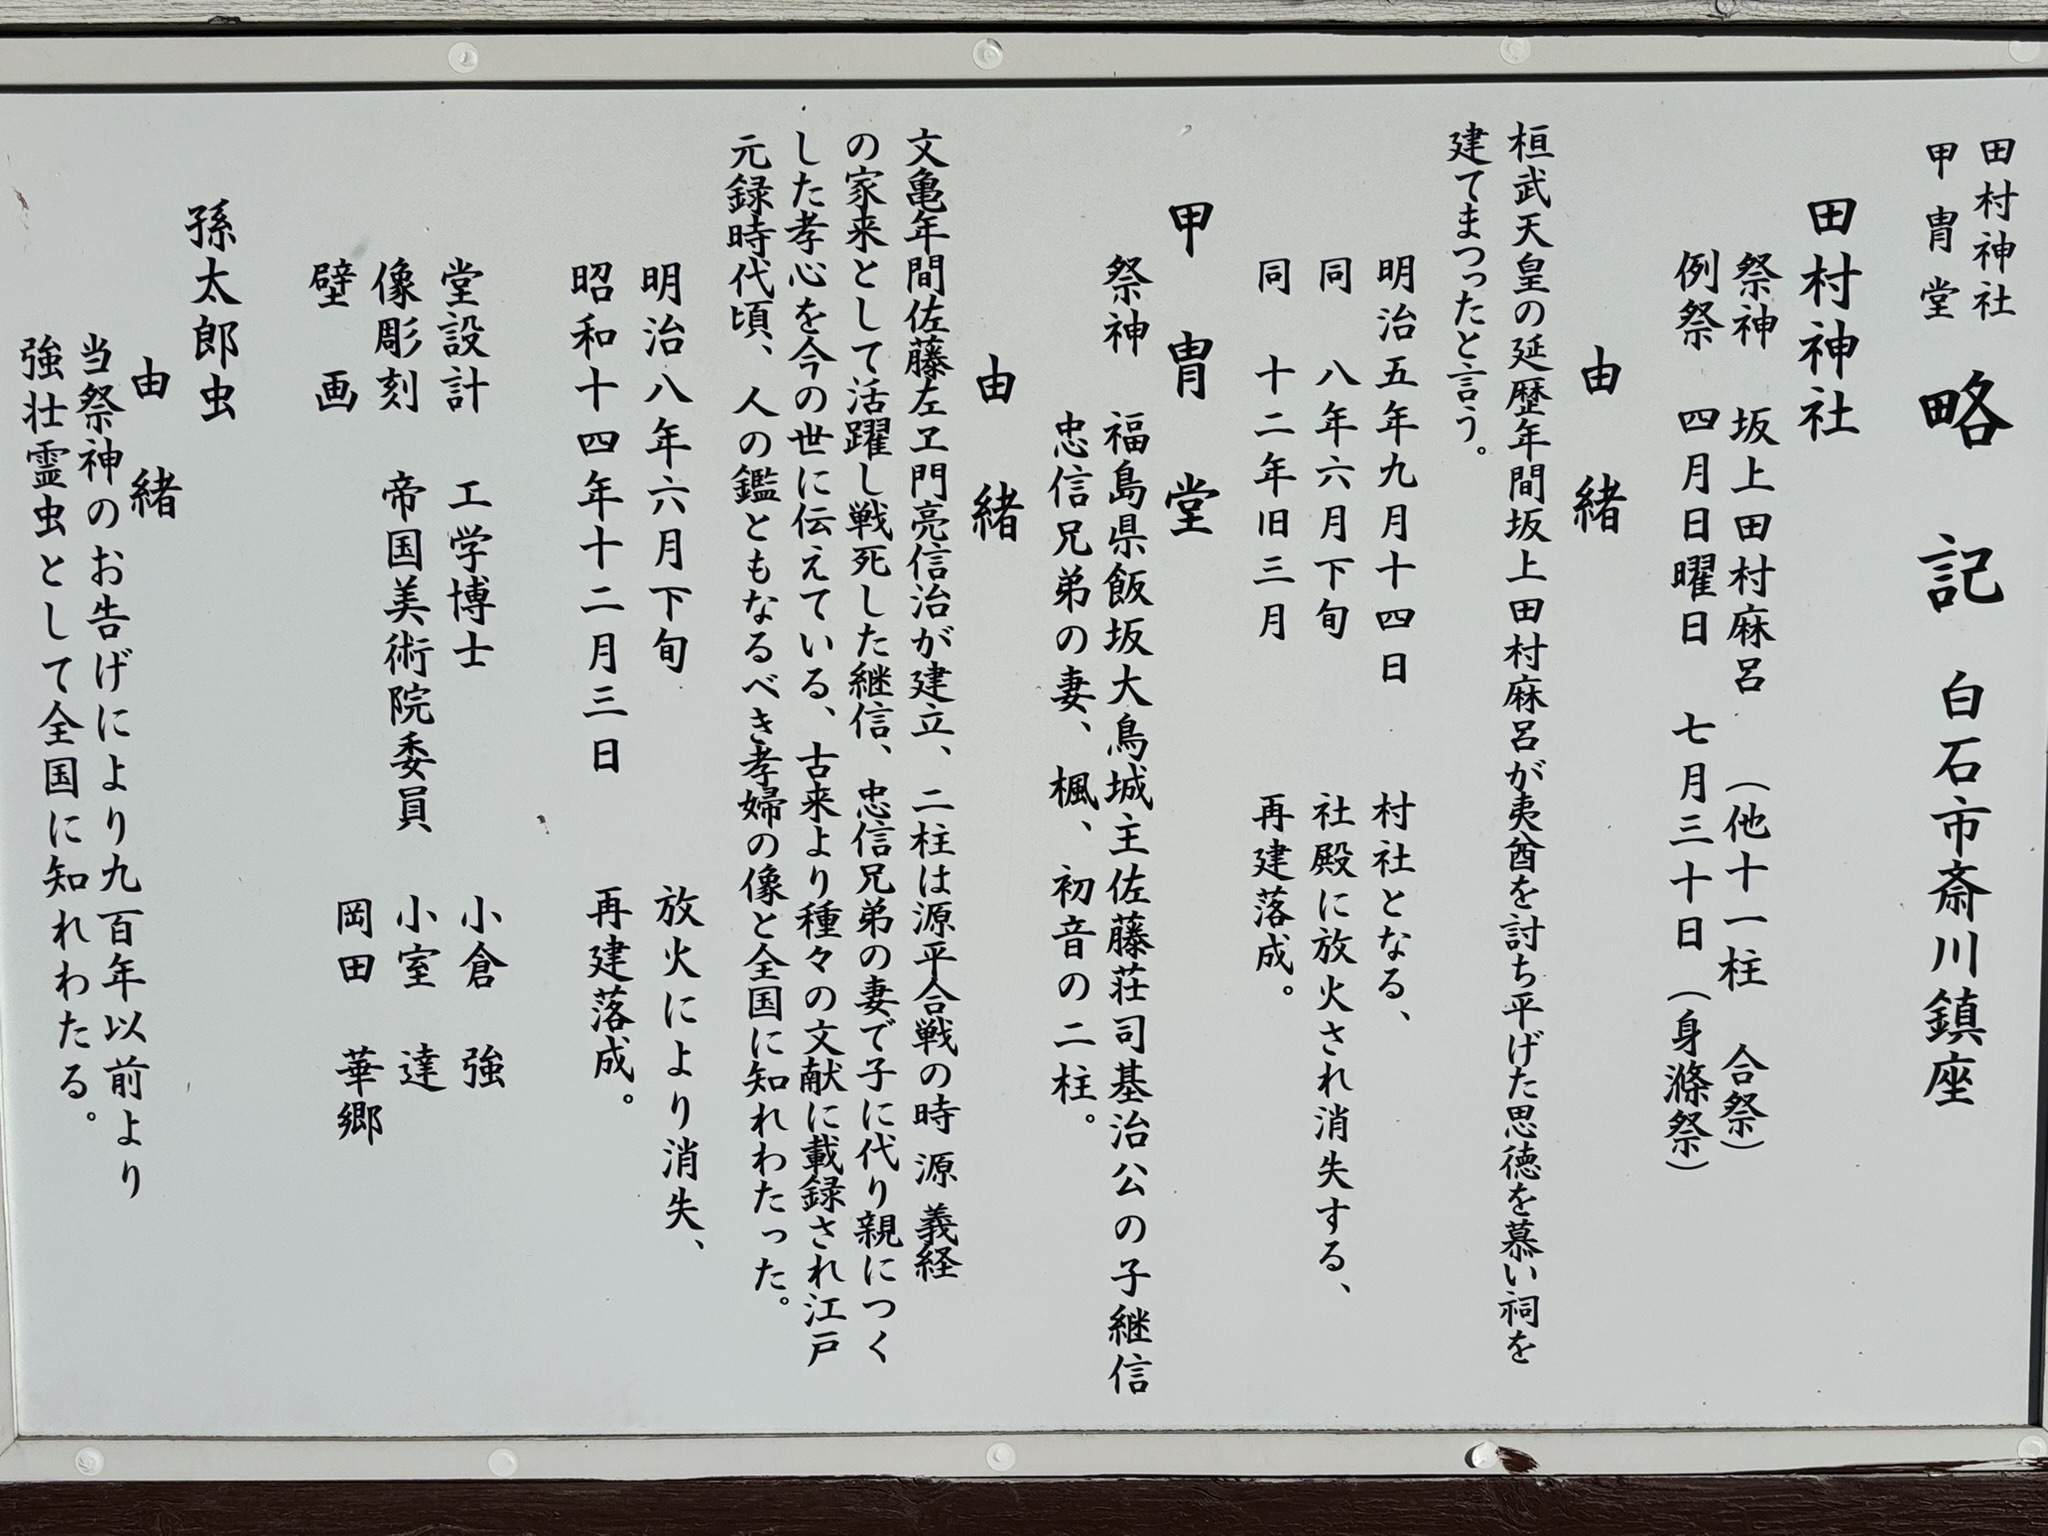 田村神社
甲冑堂
略記 白石市斎川鎮座
田村神社
祭神 坂上田村麻呂 (他十一柱 合祭)
例祭 四月日曜日 七月三十日(身滌祭)
由緒
桓武天皇の延歴年間坂上田村麻呂が夷酋を討ち平げた思徳を慕い祠を
建てまつったと言う。
明治五年九月十四日 村社となる、
同 八年六月下旬 社殿に放火され消失する、
同 十二年旧三月 再建落成。
甲冑堂
祭神 福島県飯坂大鳥城主佐藤荘司基治公の子継信
忠信兄弟の妻、楓、初音の二柱。
由緒
文亀年間佐藤左ヱ門亮信治が建立、二柱は源平合戦の時 源 義経
の家来として活躍し戦死した継信、忠信兄弟の妻で子に代り親につく
した孝心を今の世に伝えている、古来より種々の文献に載録され江戸
元録時代頃、人の鑑ともなるべき孝婦の像と全国に知れわたった。
明治八年六月下旬 放火により消失、
昭和十四年十二月三日 再建落成。
堂設計 工学博士 小倉 強
像彫刻 帝国美術院委員 小室 達
壁画 岡田 華郷
孫太郎虫
由緒
当祭神のお告げにより九百年以前より
強壮霊虫として全国に知れわたる。